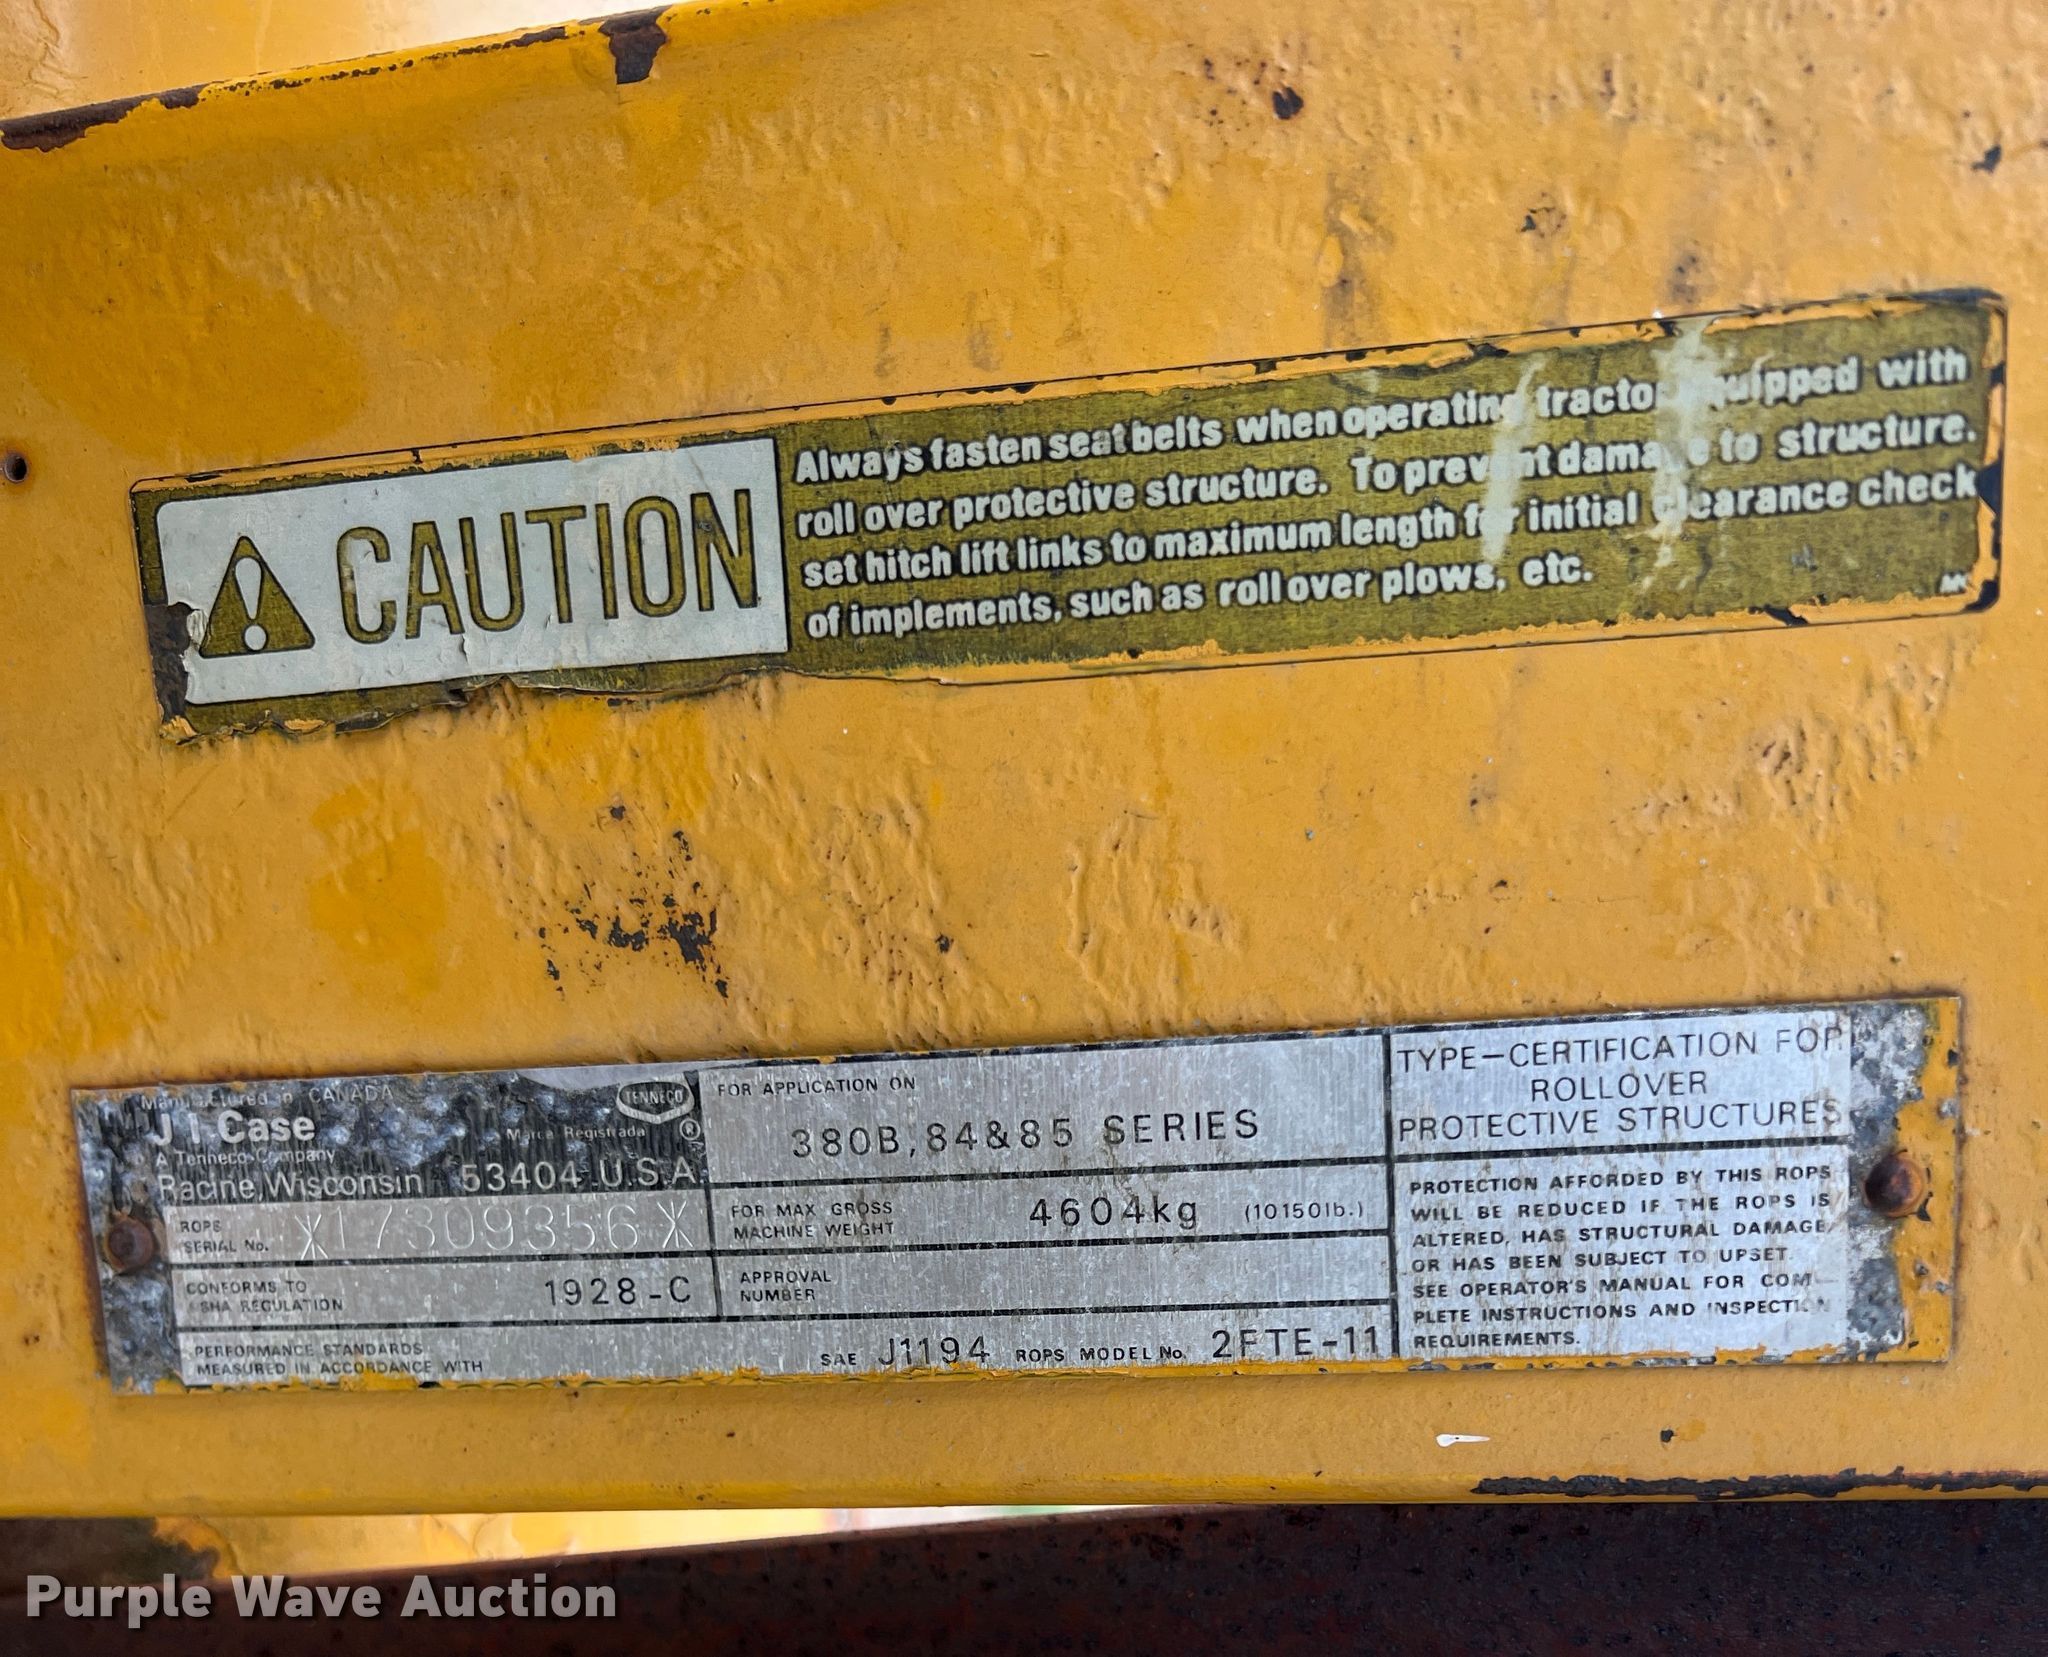 CAUTION
Always fasten seat belts when operating tractor equipped with
roll over protective structure. To prevent damage to structure.
set hitch lift links to maximum length for initial clearance check
of implements, such as roll over plows, etc.
Manufactured in CANADA
TENNECO
J I Case
Marca Registrada ®
A Tenneco Company
Racine, Wisconsin 53404 U.S.A.
ROPS
SERIAL No. *17309356*
CONFORMS TO
OSHA REGULATION 1928-C
PERFORMANCE STANDARDS
MEASURED IN ACCORDANCE WITH
SAE J1194 ROPS MODEL No. 2FTE-11
FOR APPLICATION ON
380B, 84&85 SERIES
FOR MAX GROSS
MACHINE WEIGHT 4604kg (10150lb.)
APPROVAL
NUMBER
TYPE-CERTIFICATION FOR
ROLLOVER
PROTECTIVE STRUCTURES
PROTECTION AFFORDED BY THIS ROPS
WILL BE REDUCED IF THE ROPS IS
ALTERED, HAS STRUCTURAL DAMAGE,
OR HAS BEEN SUBJECT TO UPSET.
SEE OPERATOR'S MANUAL FOR COM-
PLETE INSTRUCTIONS AND INSPECTION
REQUIREMENTS.
Purple Wave Auction